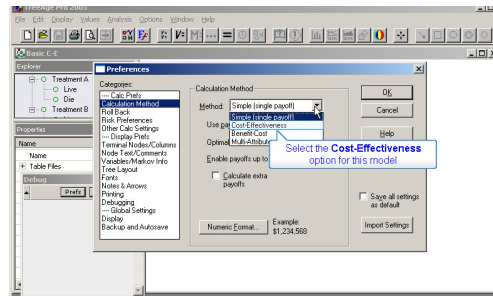 TreeAge Pro 2005
File Edit Display Values Analysis Options Window Help
Basic C-E
Explorer
Treatment A
Live
Die
Treatment B
Properties
Name
Name
Table Files
Debug
Prefs
Preferences
Categories:
---- Calc Prefs
Calculation Method
Roll Back
Risk Preferences
Other Calc Settings
---- Display Prefs
Terminal Nodes/Columns
Node Text/Comments
Variables/Markov Info
Tree Layout
Fonts
Notes & Arrows
Printing
Debugging
---- Global Settings
Display
Backup and Autosave
Calculation Method
Method: Simple (single payoff)
Simple (single payoff)
Cost-Effectiveness
Benefit-Cost
Multi-Attribute
Use pa
Optimal
Enable payoffs up to
Calculate extra
payoffs
Numeric Format...
Example:
$1,234,568
OK
Cancel
Help
Save all settings
as default
Import Settings
Select the Cost-Effectiveness
option for this model